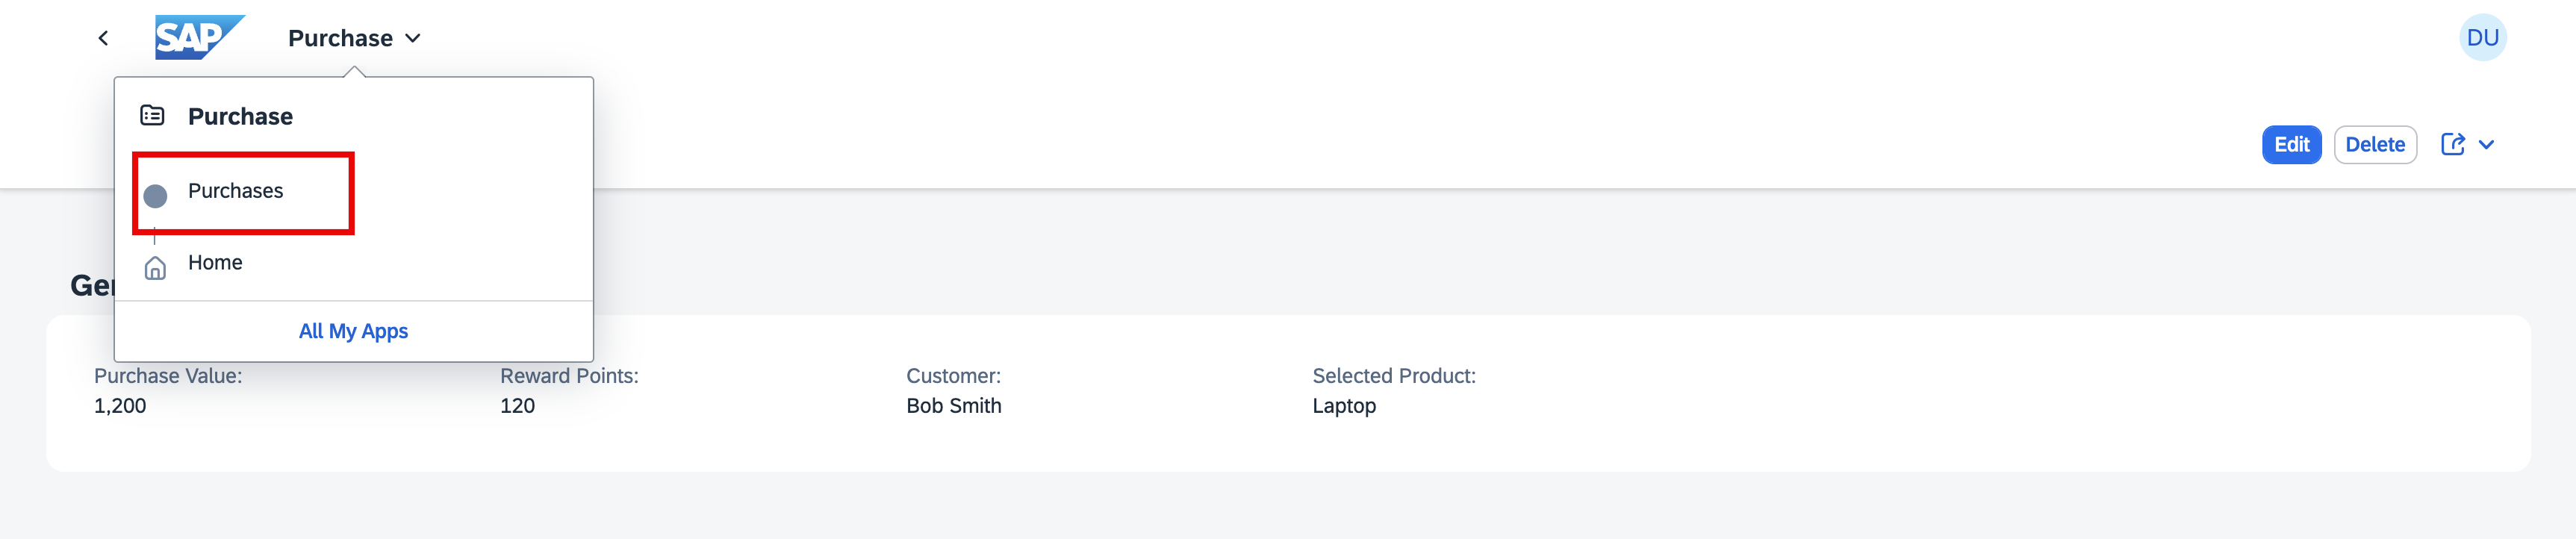 SAP
Purchase
DU
Purchase
Purchases
Home
All My Apps
Edit
Delete
Purchase Value:
1,200
Reward Points:
120
Customer:
Bob Smith
Selected Product:
Laptop